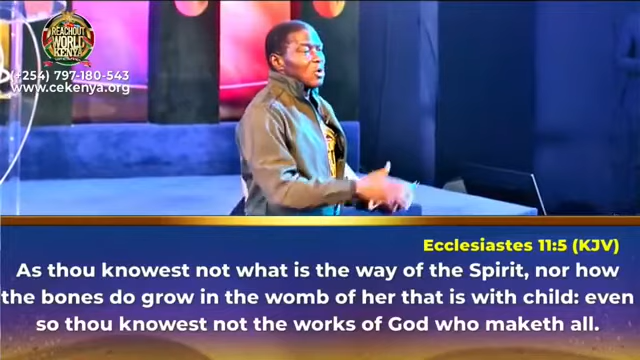 REACHOUT
WORLD
KENYA
(+254) 797-180-543
www.cekenya.org
Ecclesiastes 11:5 (KJV)
As thou knowest not what is the way of the Spirit, nor how
the bones do grow in the womb of her that is with child: even
so thou knowest not the works of God who maketh all.